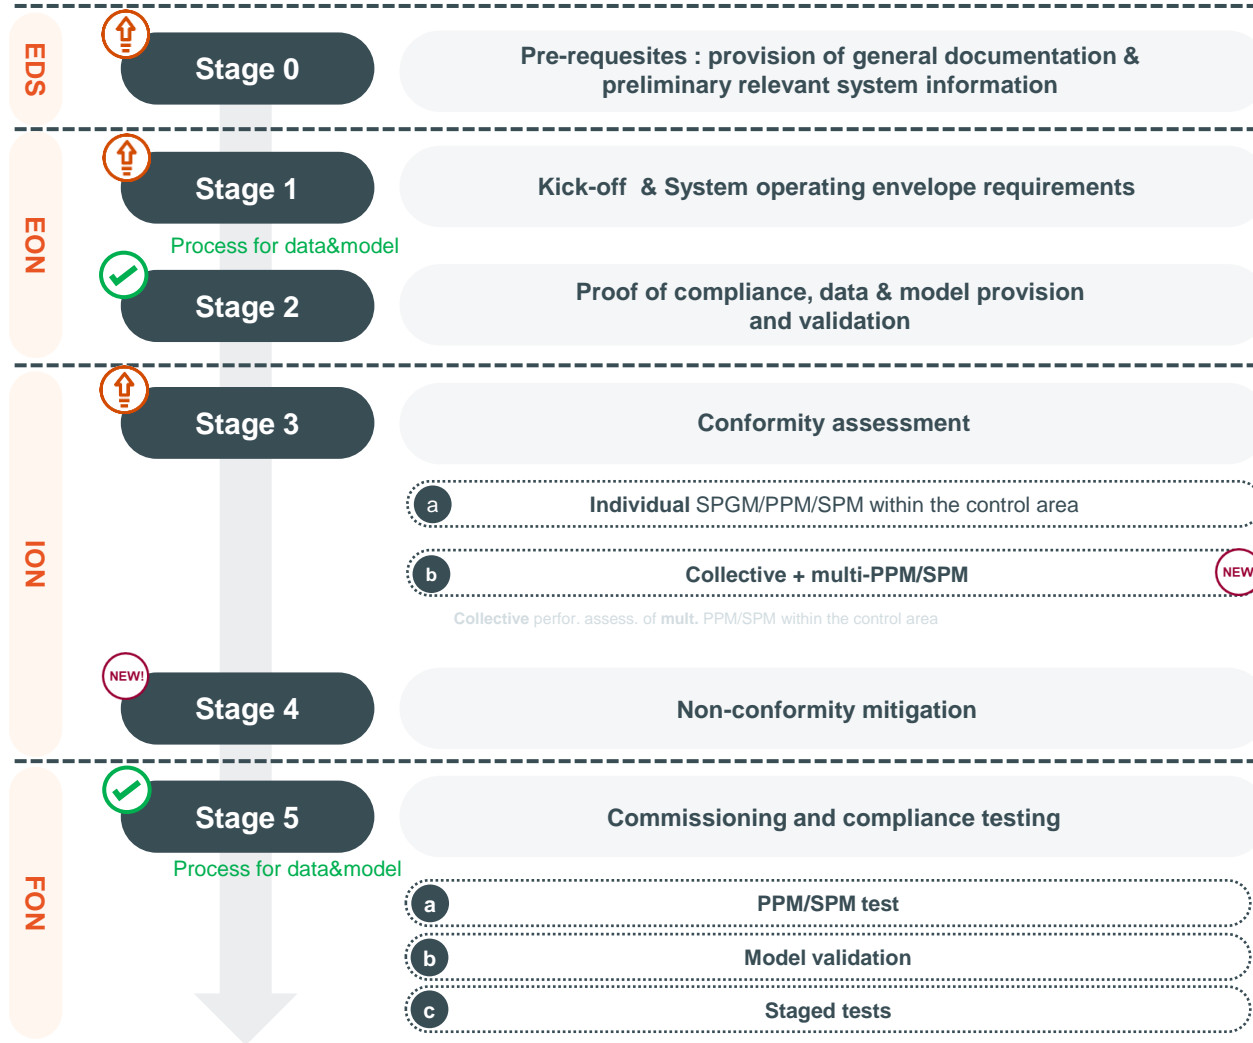 EDS
Stage 0
Pre-requesites : provision of general documentation &
preliminary relevant system information
EON
Stage 1
Kick-off & System operating envelope requirements
Process for data&model
Stage 2
Proof of compliance, data & model provision
and validation
ION
Stage 3
Conformity assessment
a
Individual SPGM/PPM/SPM within the control area
b
Collective + multi-PPM/SPM
NEW
Collective perfor. assess. of mult. PPM/SPM within the control area
NEW!
Stage 4
Non-conformity mitigation
FON
Stage 5
Commissioning and compliance testing
Process for data&model
a
PPM/SPM test
b
Model validation
c
Staged tests